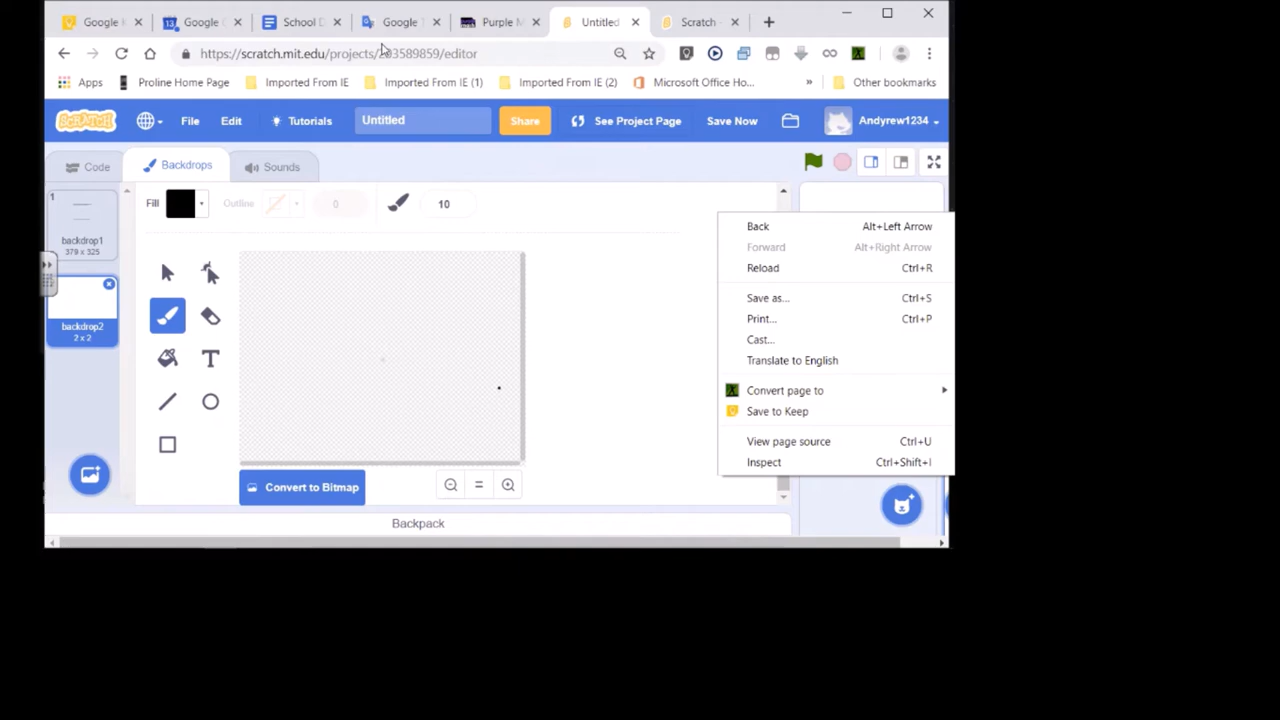 Google
Google
School
Google
Purple M
Untitled
Scratch -
https://scratch.mit.edu/projects/ 03589859/editor
Apps Proline Home Page Imported From IE Imported From IE (1) Imported From IE (2) Microsoft Office Ho... » Other bookmarks
SCRATCH File Edit Tutorials Untitled Share See Project Page Save Now Andyrew1234
Code Backdrops Sounds
Fill Outline 0 10
1
backdrop1
379 x 325
backdrop2
2 x 2
T
Convert to Bitmap
Backpack
Back Alt+Left Arrow
Forward Alt+Right Arrow
Reload Ctrl+R
Save as... Ctrl+S
Print... Ctrl+P
Cast...
Translate to English
Convert page to
Save to Keep
View page source Ctrl+U
Inspect Ctrl+Shift+I